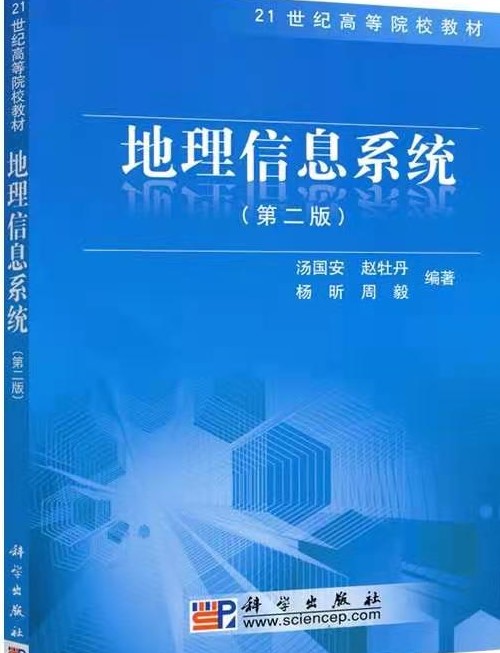 21世纪高等院校教材
地理信息系统
(第二版)
汤国安 赵牡丹
杨昕 周毅 编著
科学出版社
www.sciencep.com
21世纪高等院校教材
地理信息系统
(第二版)
科学出版社